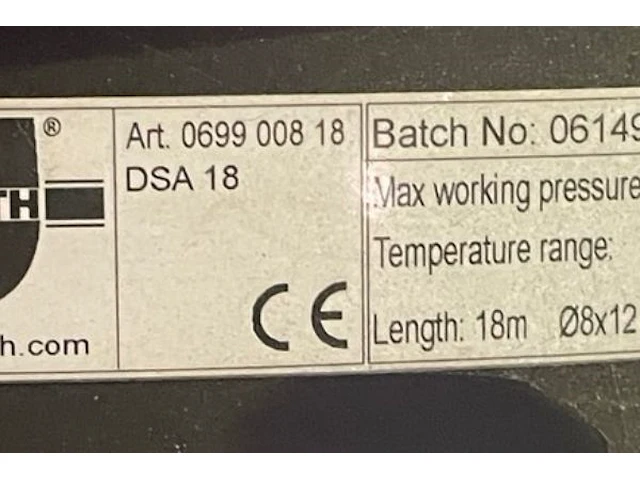 TH
®
h.com
Art. 0699 008 18
DSA 18
CE
Batch No: 06149
Max working pressure
Temperature range:
Length: 18m Ø8x12